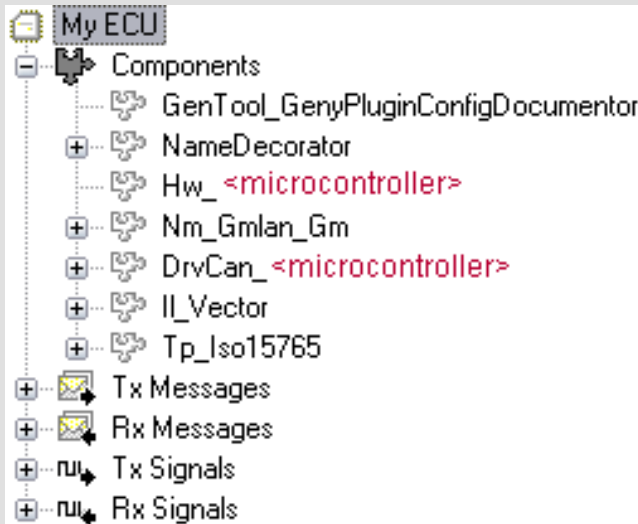 My ECU
Components
GenTool_GenyPluginConfigDocumentor
NameDecorator
Hw_<microcontroller>
Nm_Gmlan_Gm
DrvCan_<microcontroller>
Il_Vector
Tp_Iso15765
Tx Messages
Rx Messages
Tx Signals
Rx Signals